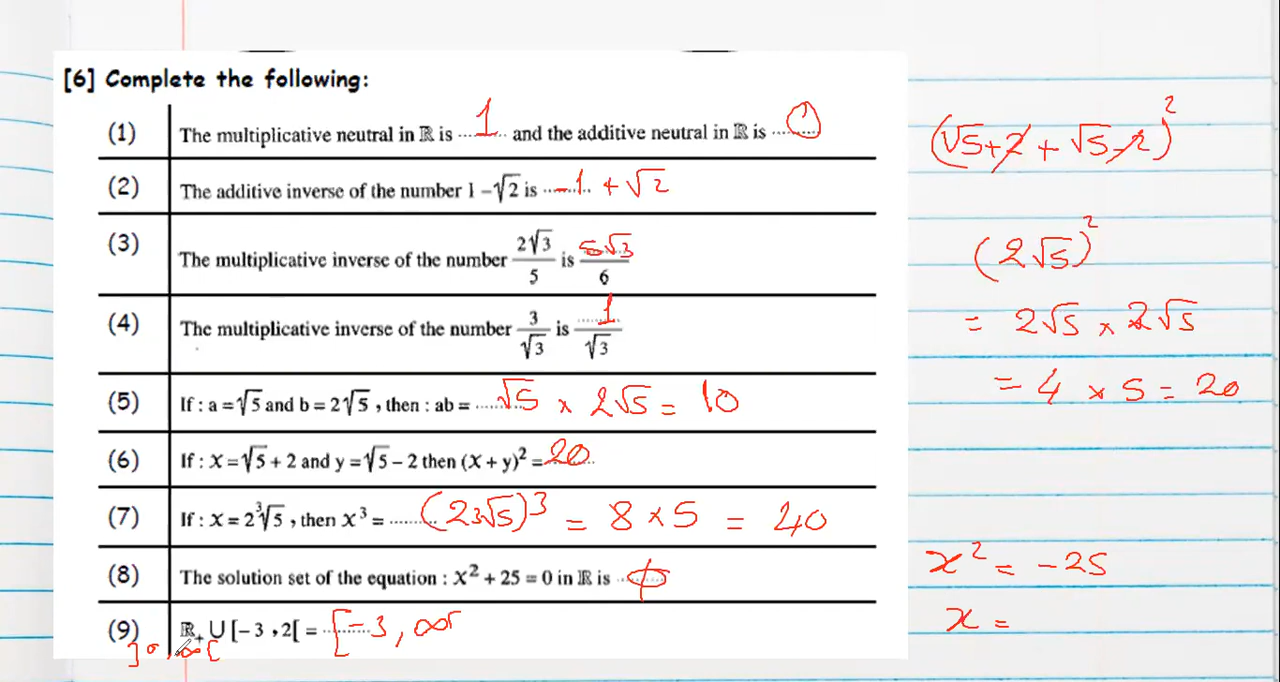 [6] Complete the following:
(1) The multiplicative neutral in ℝ is ...1... and the additive neutral in ℝ is ...0...
(2) The additive inverse of the number 1 − √2 is ...−1 + √2
(3) The multiplicative inverse of the number 2√3/5 is 5√3/6
(4) The multiplicative inverse of the number 3/√3 is 1/√3
(5) If : a = √5 and b = 2√5 , then : ab = ...√5 × 2√5 = 10
(6) If : x = √5 + 2 and y = √5 − 2 then (x + y)² = 20
(7) If : x = 2∛5 , then x³ = ...(2∛5)³ = 8 × 5 = 40
(8) The solution set of the equation : x² + 25 = 0 in ℝ is ...ϕ...
(9) ℝ₊ ∪ [− 3 , 2[ = ...[−3, ∞
]0, ∞[
(√5+2 + √5−2)²
(2√5)²
= 2√5 × 2√5
= 4 × 5 = 20
x² = −25
x =